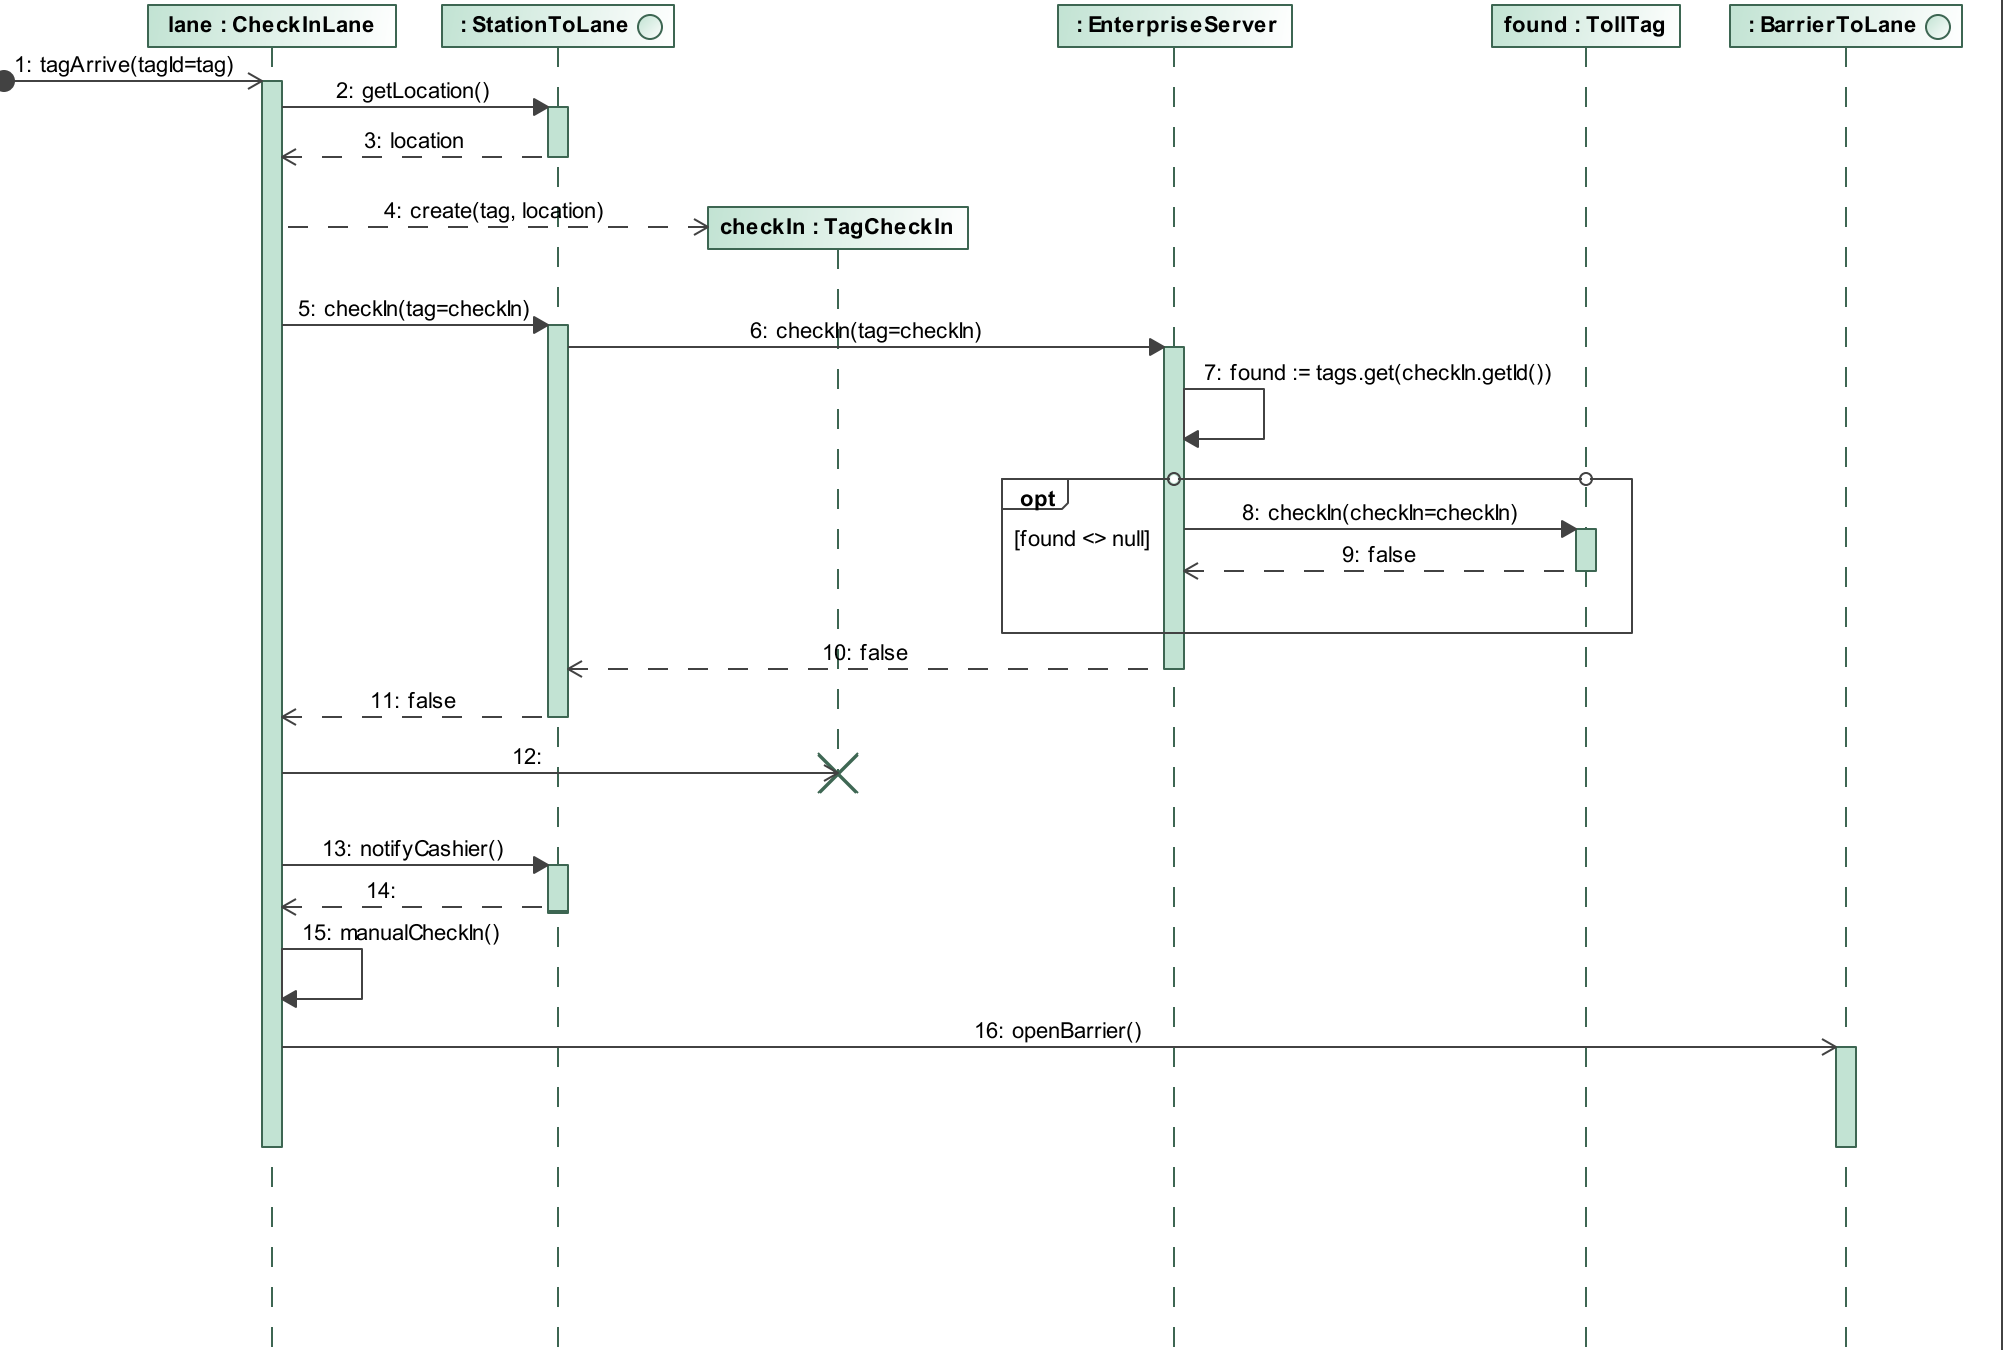 lane : CheckInLane
: StationToLane
: EnterpriseServer
found : TollTag
: BarrierToLane
1: tagArrive(tagId=tag)
2: getLocation()
3: location
4: create(tag, location)
checkIn : TagCheckIn
5: checkIn(tag=checkIn)
6: checkIn(tag=checkIn)
7: found := tags.get(checkIn.getId())
opt
[found <> null]
8: checkIn(checkIn=checkIn)
9: false
10: false
11: false
12:
13: notifyCashier()
14:
15: manualCheckIn()
16: openBarrier()